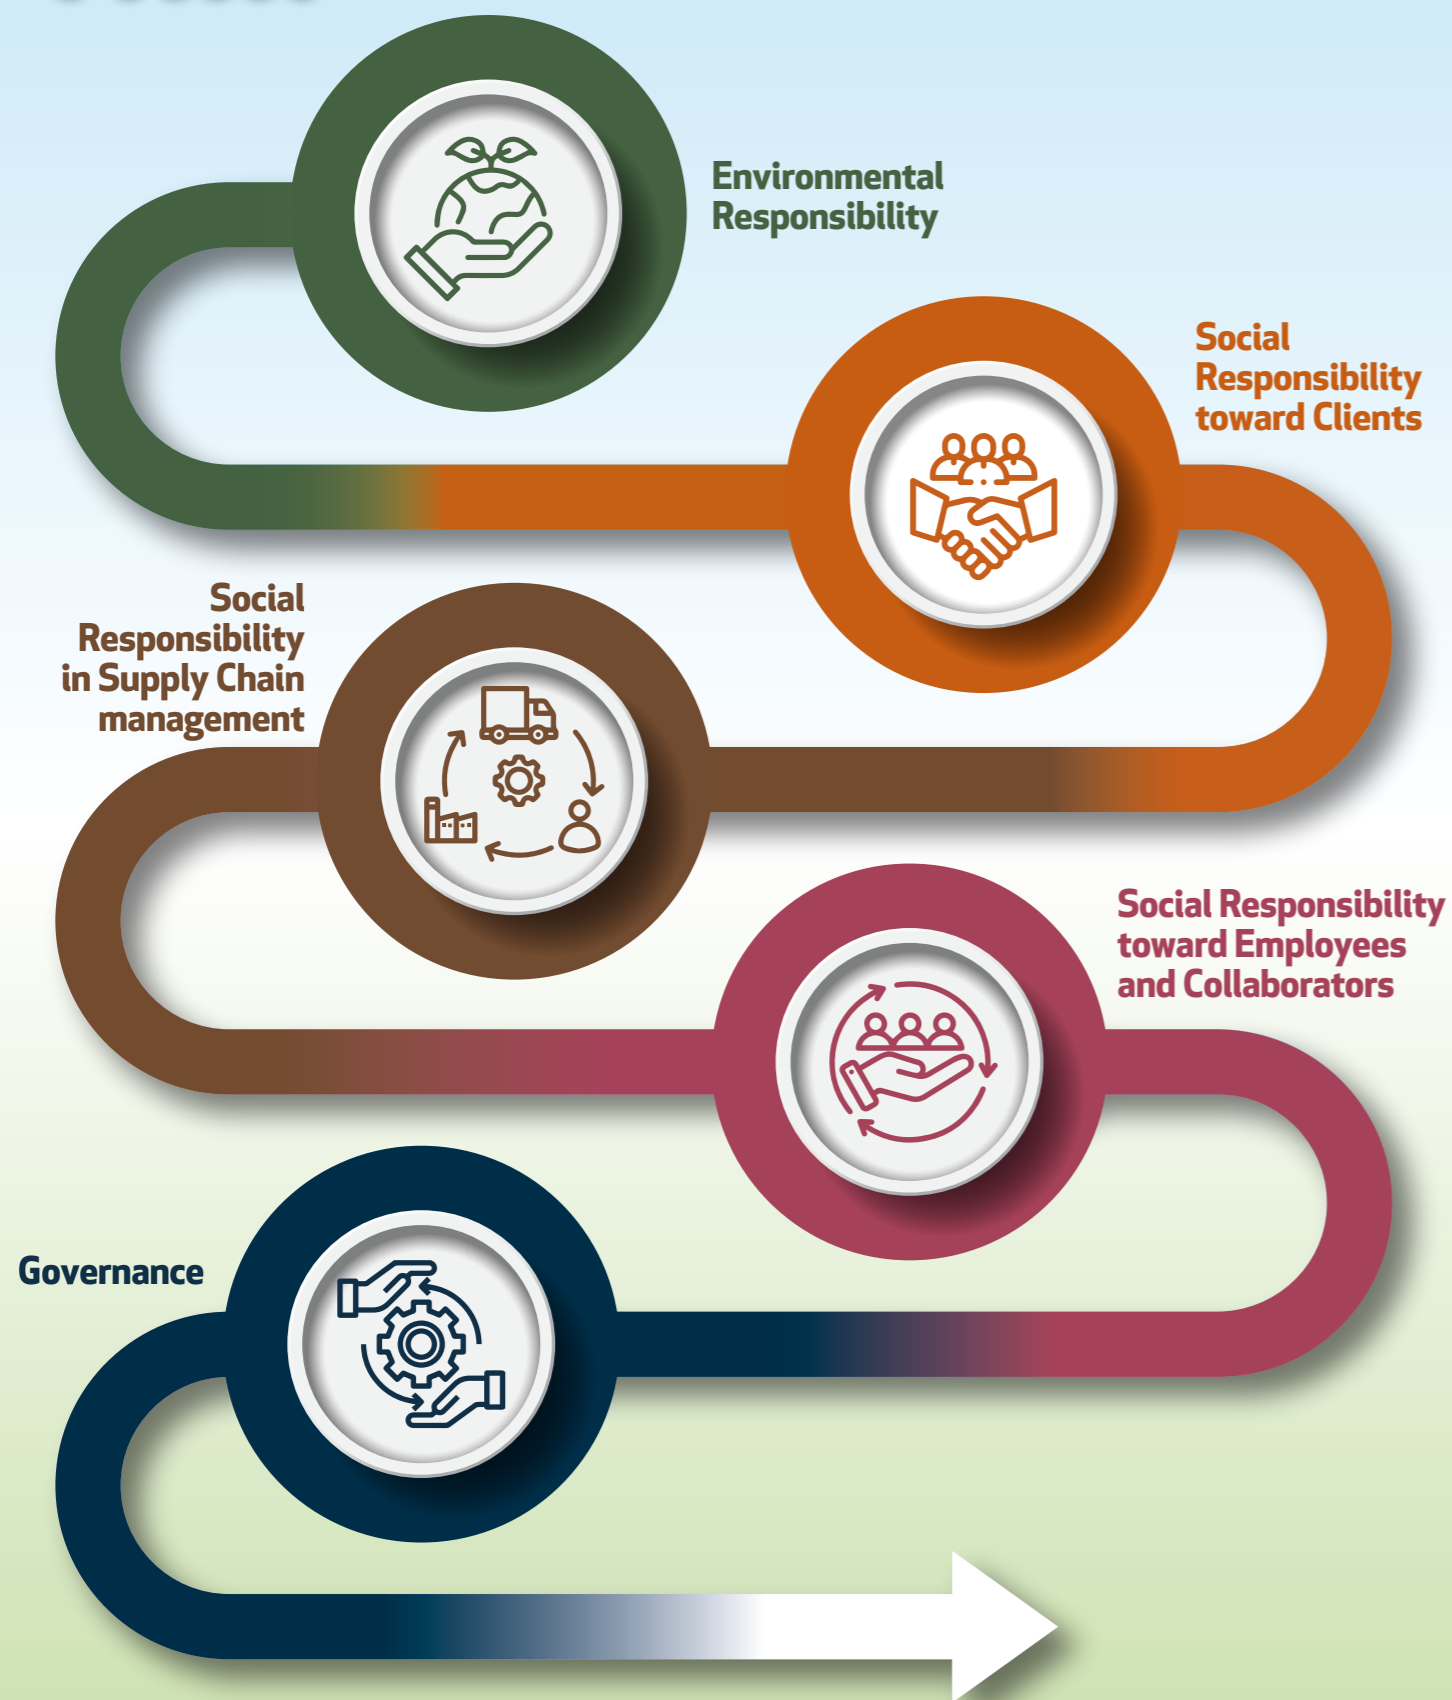 Environmental
Responsibility
Social
Responsibility
toward Clients
Social
Responsibility
in Supply Chain
management
Social Responsibility
toward Employees
and Collaborators
Governance